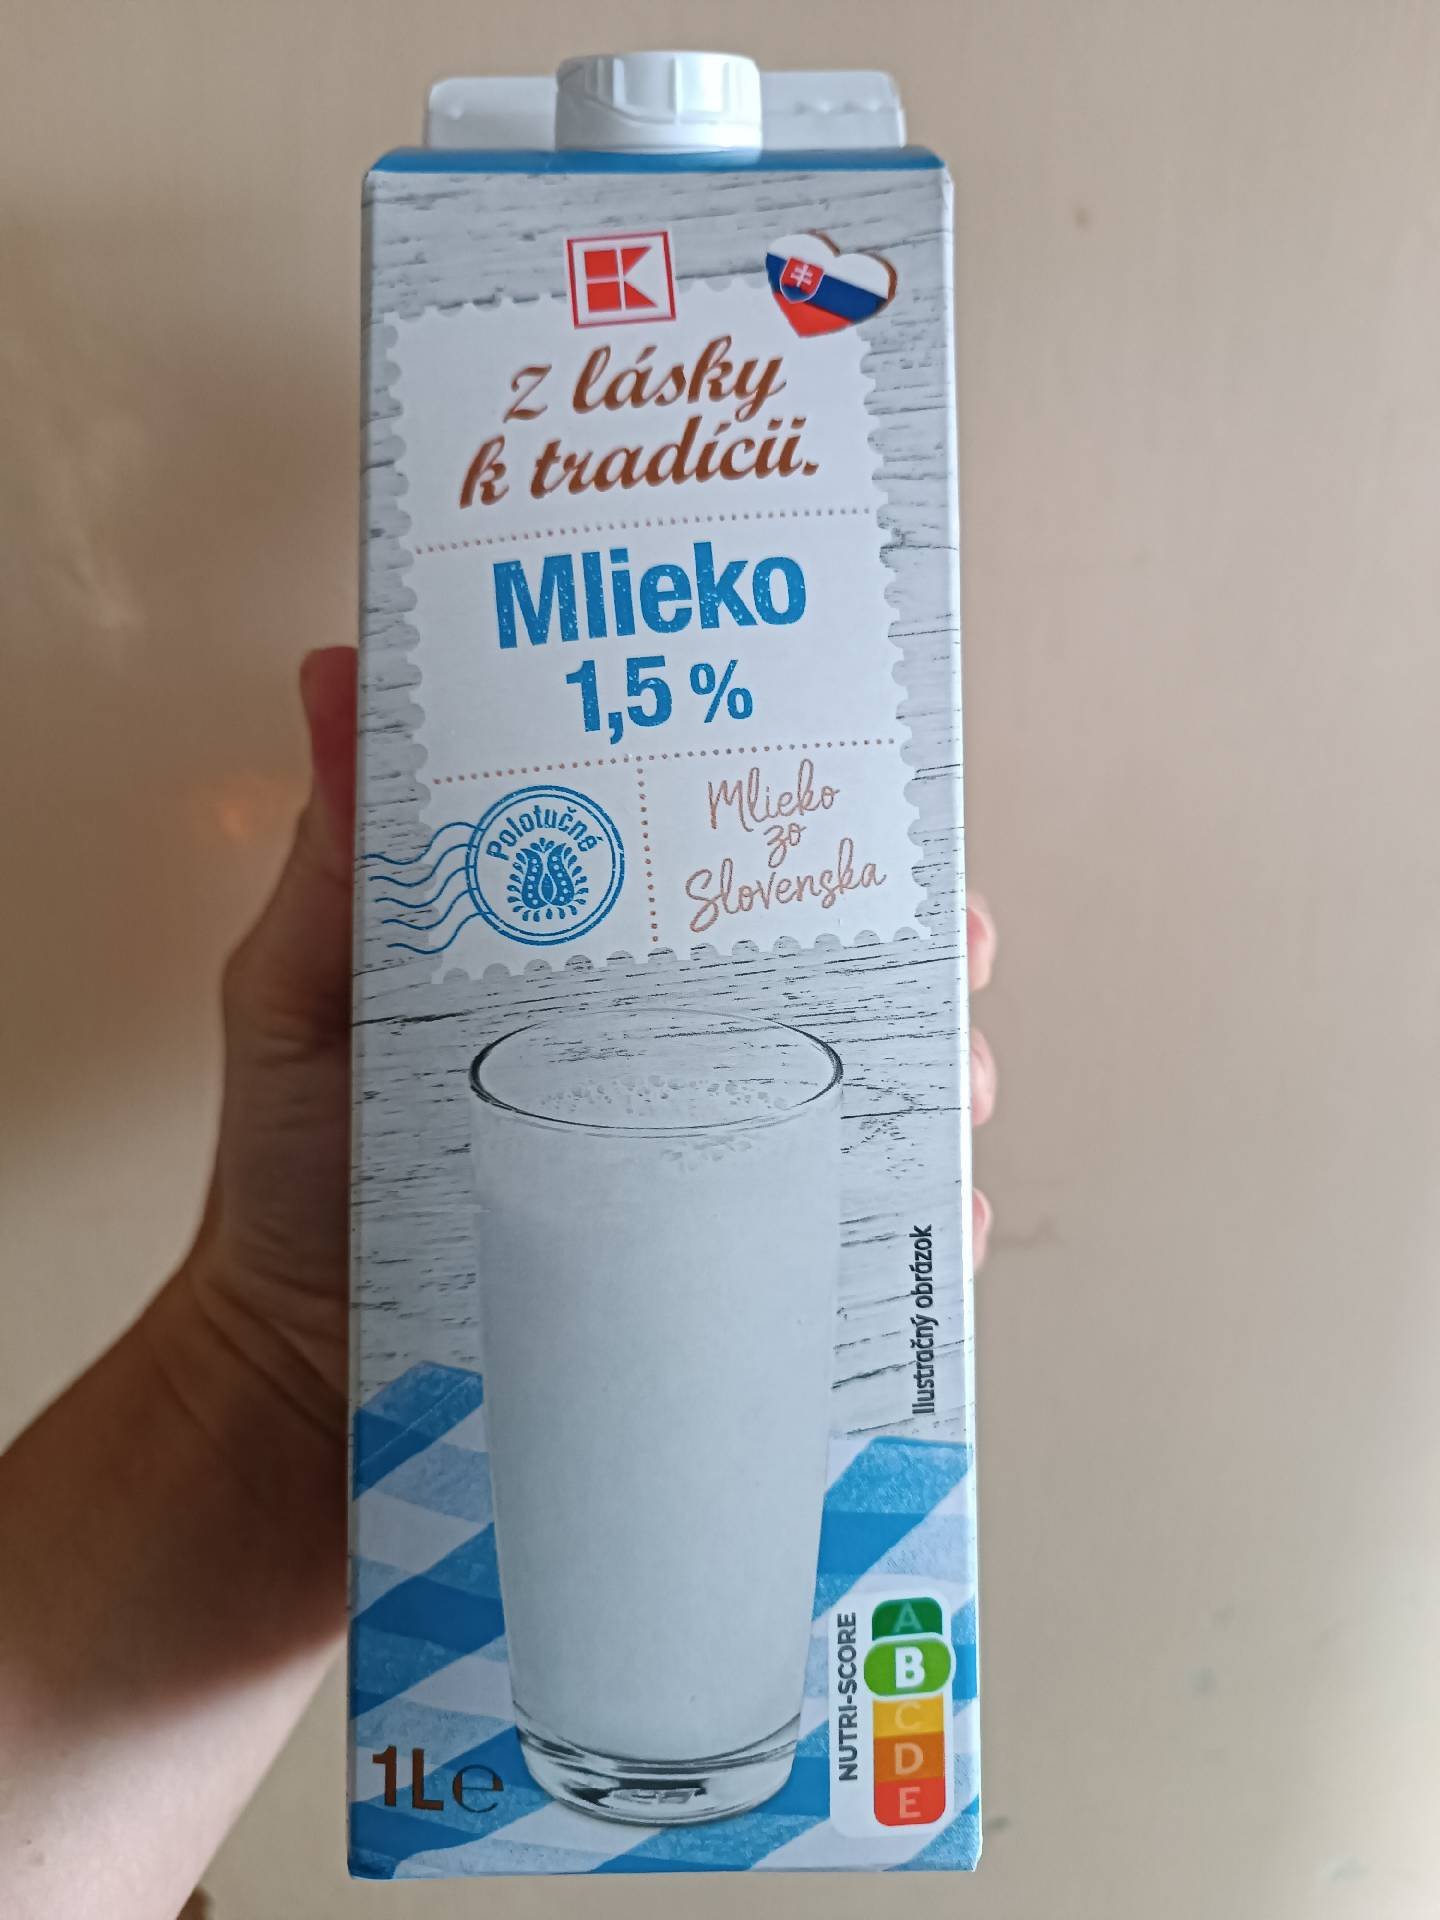 K
z lásky
k tradícii.
Mlieko
1,5 %
Polotučné
Mlieko
zo
Slovenska
Ilustračný obrázok
NUTRI-SCORE
A
B
C
D
E
1L e